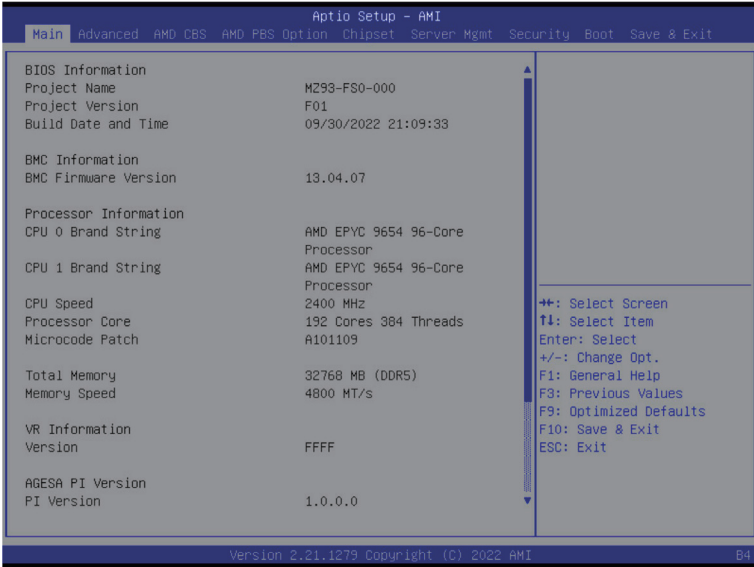 Aptio Setup - AMI
Main Advanced AMD CBS AMD PBS Option Chipset Server Mgmt Security Boot Save & Exit
BIOS Information
Project Name MZ93-FS0-000
Project Version F01
Build Date and Time 09/30/2022 21:09:33
BMC Information
BMC Firmware Version 13.04.07
Processor Information
CPU 0 Brand String AMD EPYC 9654 96-Core
Processor
CPU 1 Brand String AMD EPYC 9654 96-Core
Processor
CPU Speed 2400 MHz
Processor Core 192 Cores 384 Threads
Microcode Patch A101109
Total Memory 32768 MB (DDR5)
Memory Speed 4800 MT/s
VR Information
Version FFFF
AGESA PI Version
PI Version 1.0.0.0
→←: Select Screen
↑↓: Select Item
Enter: Select
+/-: Change Opt.
F1: General Help
F3: Previous Values
F9: Optimized Defaults
F10: Save & Exit
ESC: Exit
Version 2.21.1279 Copyright (C) 2022 AMI
B4